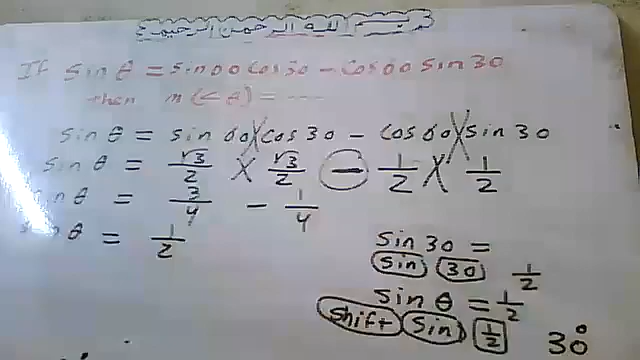 بسم الله الرحمن الرحيم
If sin θ = sin 60 cos 30 - cos 60 sin 30
then m(<θ) = ----
sin θ = sin 60 X cos 30 - cos 60 X sin 30
sin θ = √3/2 X √3/2 - 1/2 X 1/2
sin θ = 3/4 - 1/4
sin θ = 1/2
sin 30 =
sin 30 1/2
sin θ = 1/2
shift sin 1/2 30°